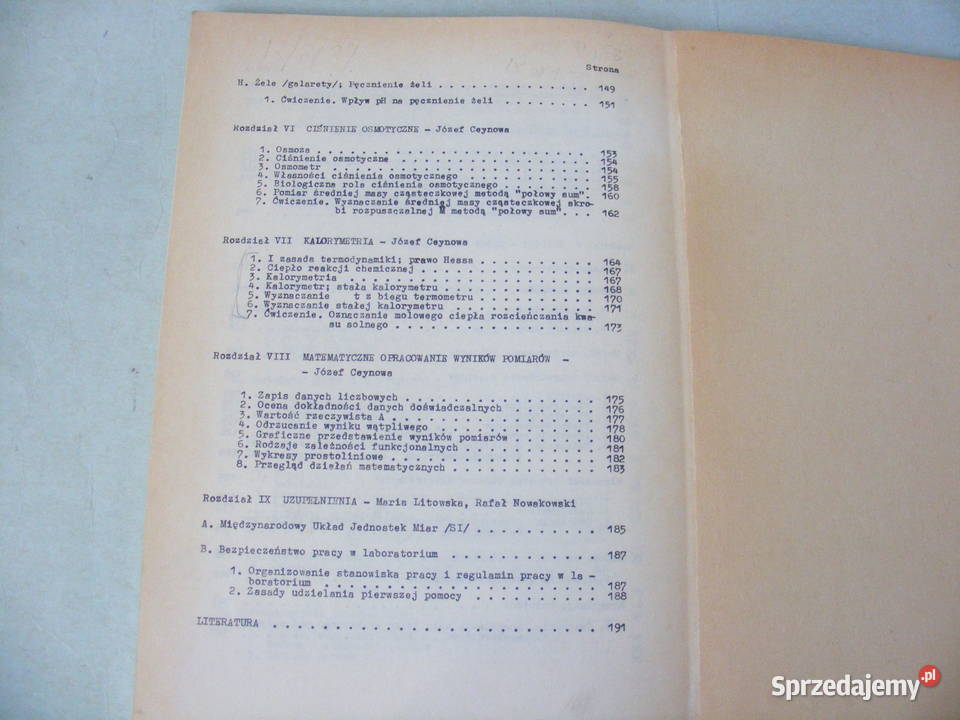 Strona
H. Żele /galarety/; Pęcznienie żeli . . . . . . . . . . . . . . 149
1. Ćwiczenie. Wpływ pH na pęcznienie żeli . . . . . . . . 151
Rozdział VI CIŚNIENIE OSMOTYCZNE - Józef Ceynowa
1. Osmoza . . . . . . . . . . . . . . . . . . . . . . . . . 153
2. Ciśnienie osmotyczne . . . . . . . . . . . . . . . . . . 154
3. Osmometr . . . . . . . . . . . . . . . . . . . . . . . . 154
4. Własności ciśnienia osmotycznego . . . . . . . . . . . . 155
5. Biologiczna rola ciśnienia osmotycznego . . . . . . . . 158
6. Pomiar średniej masy cząsteczkowej metodą "połowy sum". 160
7. Ćwiczenie. Wyznaczanie średniej masy cząsteczkowej skro-
bi rozpuszczalnej M metodą "połowy sum". . . 162
Rozdział VII KALORYMETRIA - Józef Ceynowa
1. I zasada termodynamiki; prawo Hessa . . . . . . . . . . 164
2. Ciepło reakcji chemicznej . . . . . . . . . . . . . . . 167
3. Kalorymetria . . . . . . . . . . . . . . . . . . . . . . 167
4. Kalorymetr; stała kalorymetru . . . . . . . . . . . . . 168
5. Wyznaczanie t z biegu termometru . . . . . . . . . . . 170
6. Wyznaczanie stałej kalorymetru . . . . . . . . . . . . . 171
7. Ćwiczenie. Oznaczanie molowego ciepła rozcieńczania kwa-
su solnego . . . . . . . . . . . . . . . . . 173
Rozdział VIII MATEMATYCZNE OPRACOWANIE WYNIKÓW POMIARÓW -
- Józef Ceynowa
1. Zapis danych liczbowych . . . . . . . . . . . . . . . . 175
2. Ocena dokładności danych doświadczalnych . . . . . . . . 176
3. Wartość rzeczywista A . . . . . . . . . . . . . . . . . 177
4. Odrzucanie wyniku wątpliwego . . . . . . . . . . . . . . 178
5. Graficzne przedstawienie wyników pomiarów . . . . . . . 180
6. Rodzaje zależności funkcjonalnych . . . . . . . . . . . 181
7. Wykresy prostoliniowe . . . . . . . . . . . . . . . . . 182
8. Przegląd działań matematycznych . . . . . . . . . . . . 183
Rozdział IX UZUPEŁNIENIA - Maria Litowska, Rafał Nowakowski
A. Międzynarodowy Układ Jednostek Miar /SI/ . . . . . . . . . . 185
B. Bezpieczeństwo pracy w laboratorium . . . . . . . . . . . . 187
1. Organizowanie stanowiska pracy i regulamin pracy w la -
boratorium . . . . . . . . . . . . . . . . . . . . . . 187
2. Zasady udzielania pierwszej pomocy . . . . . . . . . . . 188
LITERATURA . . . . . . . . . . . . . . . . . . . . . . . . . . 191
Sprzedajemy.pl